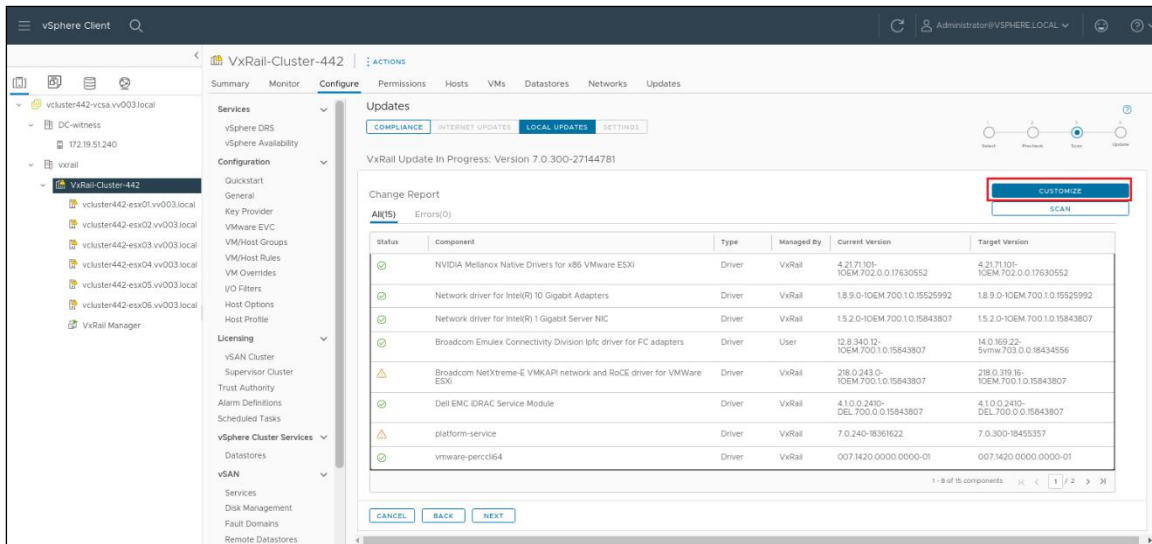 vSphere Client
Administrator@VSPHERE.LOCAL
VxRail-Cluster-442
ACTIONS
Summary Monitor Configure Permissions Hosts VMs Datastores Networks Updates
vcluster442-vcsa.vv003.local
DC-witness
172.19.51.240
vxrail
VxRail-Cluster-442
vcluster442-esx01.vv003.local
vcluster442-esx02.vv003.local
vcluster442-esx03.vv003.local
vcluster442-esx04.vv003.local
vcluster442-esx05.vv003.local
vcluster442-esx06.vv003.local
VxRail Manager
Services
vSphere DRS
vSphere Availability
Configuration
Quickstart
General
Key Provider
VMware EVC
VM/Host Groups
VM/Host Rules
VM Overrides
I/O Filters
Host Options
Host Profile
Licensing
vSAN Cluster
Supervisor Cluster
Trust Authority
Alarm Definitions
Scheduled Tasks
vSphere Cluster Services
Datastores
vSAN
Services
Disk Management
Fault Domains
Remote Datastores
Updates
COMPLIANCE INTERNET UPDATES LOCAL UPDATES SETTINGS
1 2 3 4
Select Precheck Scan Update
VxRail Update In Progress: Version 7.0.300-27144781
Change Report
CUSTOMIZE
SCAN
All(15) Errors(0)
Status Component Type Managed By Current Version Target Version
NVIDIA Mellanox Native Drivers for x86 VMware ESXi Driver VxRail 4.21.71.101- 4.21.71.101-
1OEM.702.0.0.17630552 1OEM.702.0.0.17630552
Network driver for Intel(R) 10 Gigabit Adapters Driver VxRail 1.8.9.0-1OEM.700.1.0.15525992 1.8.9.0-1OEM.700.1.0.15525992
Network driver for Intel(R) 1 Gigabit Server NIC Driver VxRail 1.5.2.0-1OEM.700.1.0.15843807 1.5.2.0-1OEM.700.1.0.15843807
Broadcom Emulex Connectivity Division lpfc driver for FC adapters Driver User 12.8.340.12- 14.0.169.22-
1OEM.700.1.0.15843807 5vmw.703.0.0.18434556
Broadcom NetXtreme-E VMKAPI network and RoCE driver for VMWare Driver VxRail 218.0.243.0- 218.0.319.16-
ESXi 1OEM.700.1.0.15843807 1OEM.700.1.0.15843807
Dell EMC iDRAC Service Module Driver VxRail 4.1.0.0.2410- 4.1.0.0.2410-
DEL.700.0.0.15843807 DEL.700.0.0.15843807
platform-service Driver VxRail 7.0.240-18361622 7.0.300-18455357
vmware-perccli64 Driver VxRail 007.1420.0000.0000-01 007.1420.0000.0000-01
1 - 8 of 15 components 1 / 2
CANCEL BACK NEXT